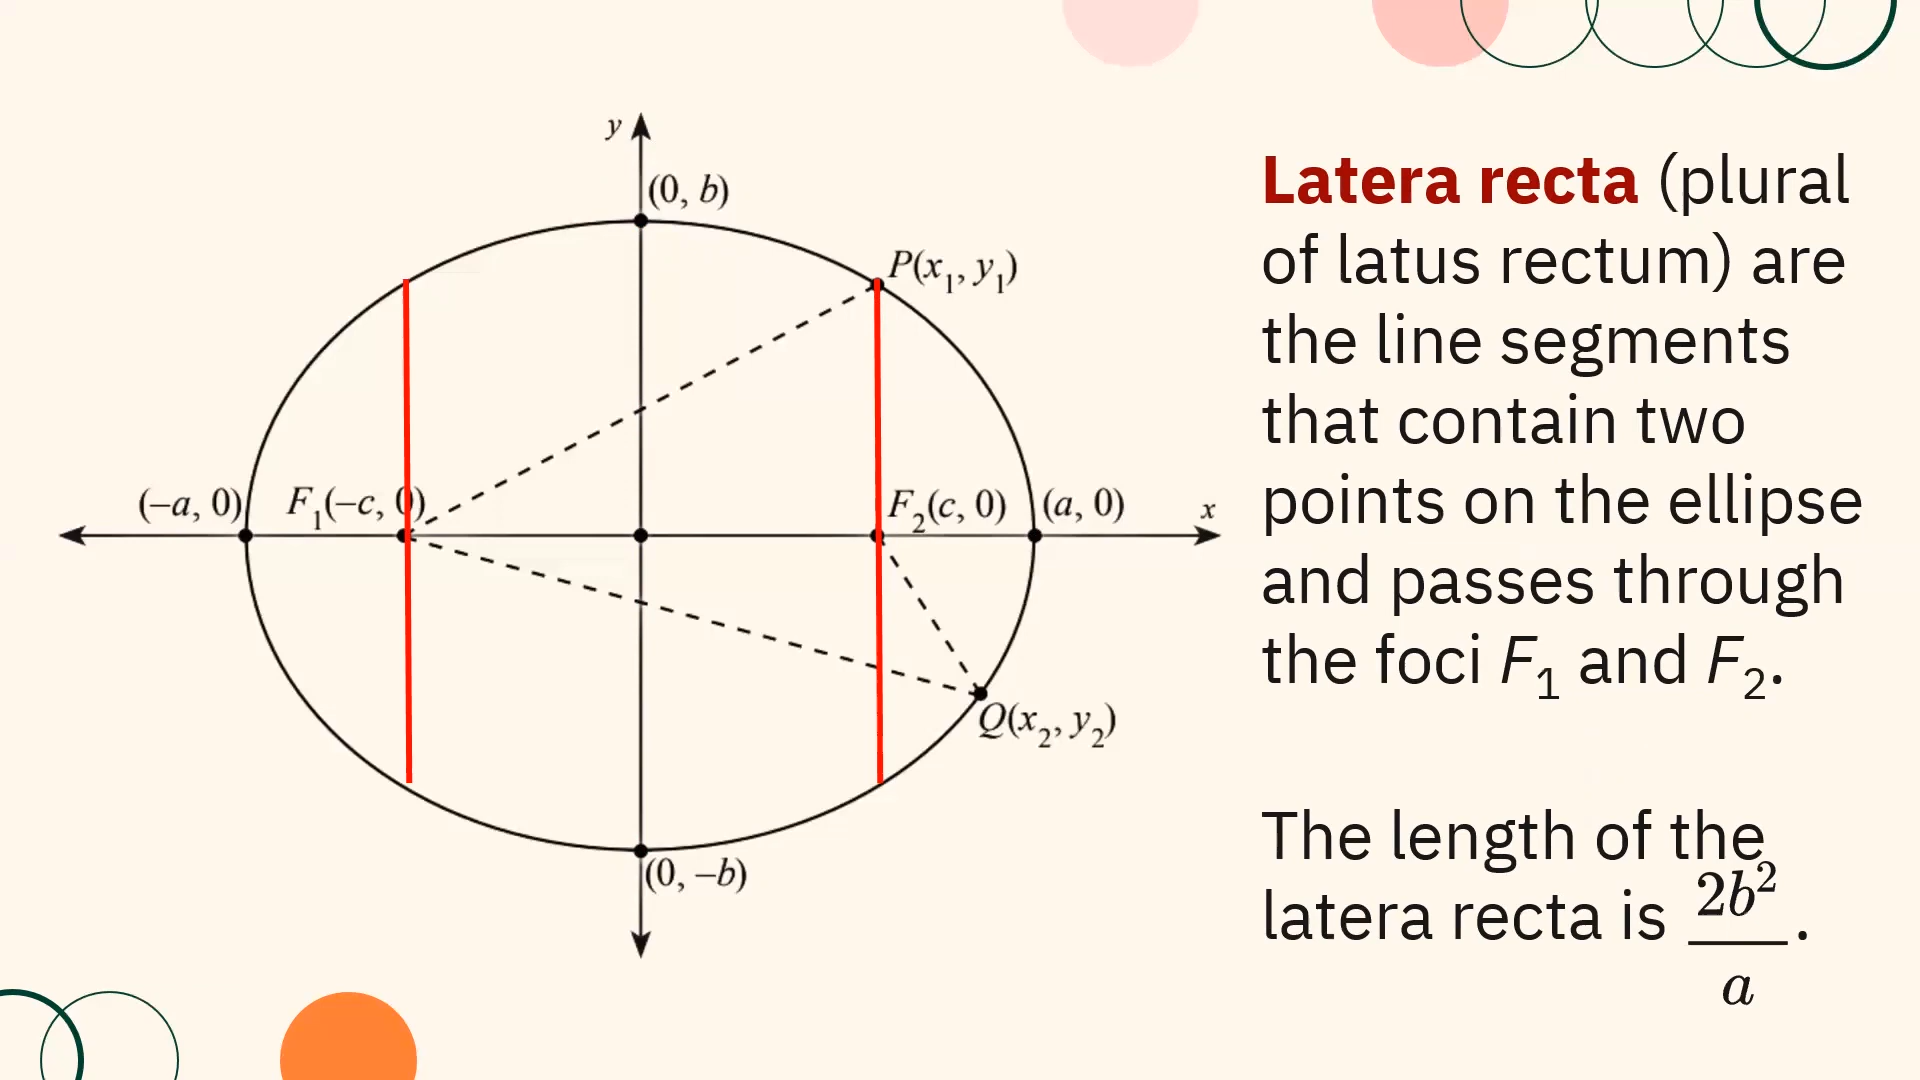 y
(0, b)
P(x₁, y₁)
(–a, 0)
F₁(–c, 0)
F₂(c, 0)
(a, 0)
x
Q(x₂, y₂)
(0, –b)
Latera recta (plural
of latus rectum) are
the line segments
that contain two
points on the ellipse
and passes through
the foci F₁ and F₂.
The length of the
latera recta is 2b²/a.